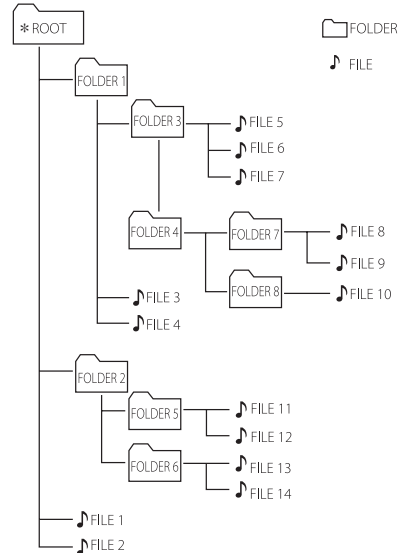 *ROOT
FOLDER
FILE
FOLDER 1
FOLDER 3
FILE 5
FILE 6
FILE 7
FOLDER 4
FOLDER 7
FILE 8
FILE 9
FOLDER 8
FILE 10
FILE 3
FILE 4
FOLDER 2
FOLDER 5
FILE 11
FILE 12
FOLDER 6
FILE 13
FILE 14
FILE 1
FILE 2